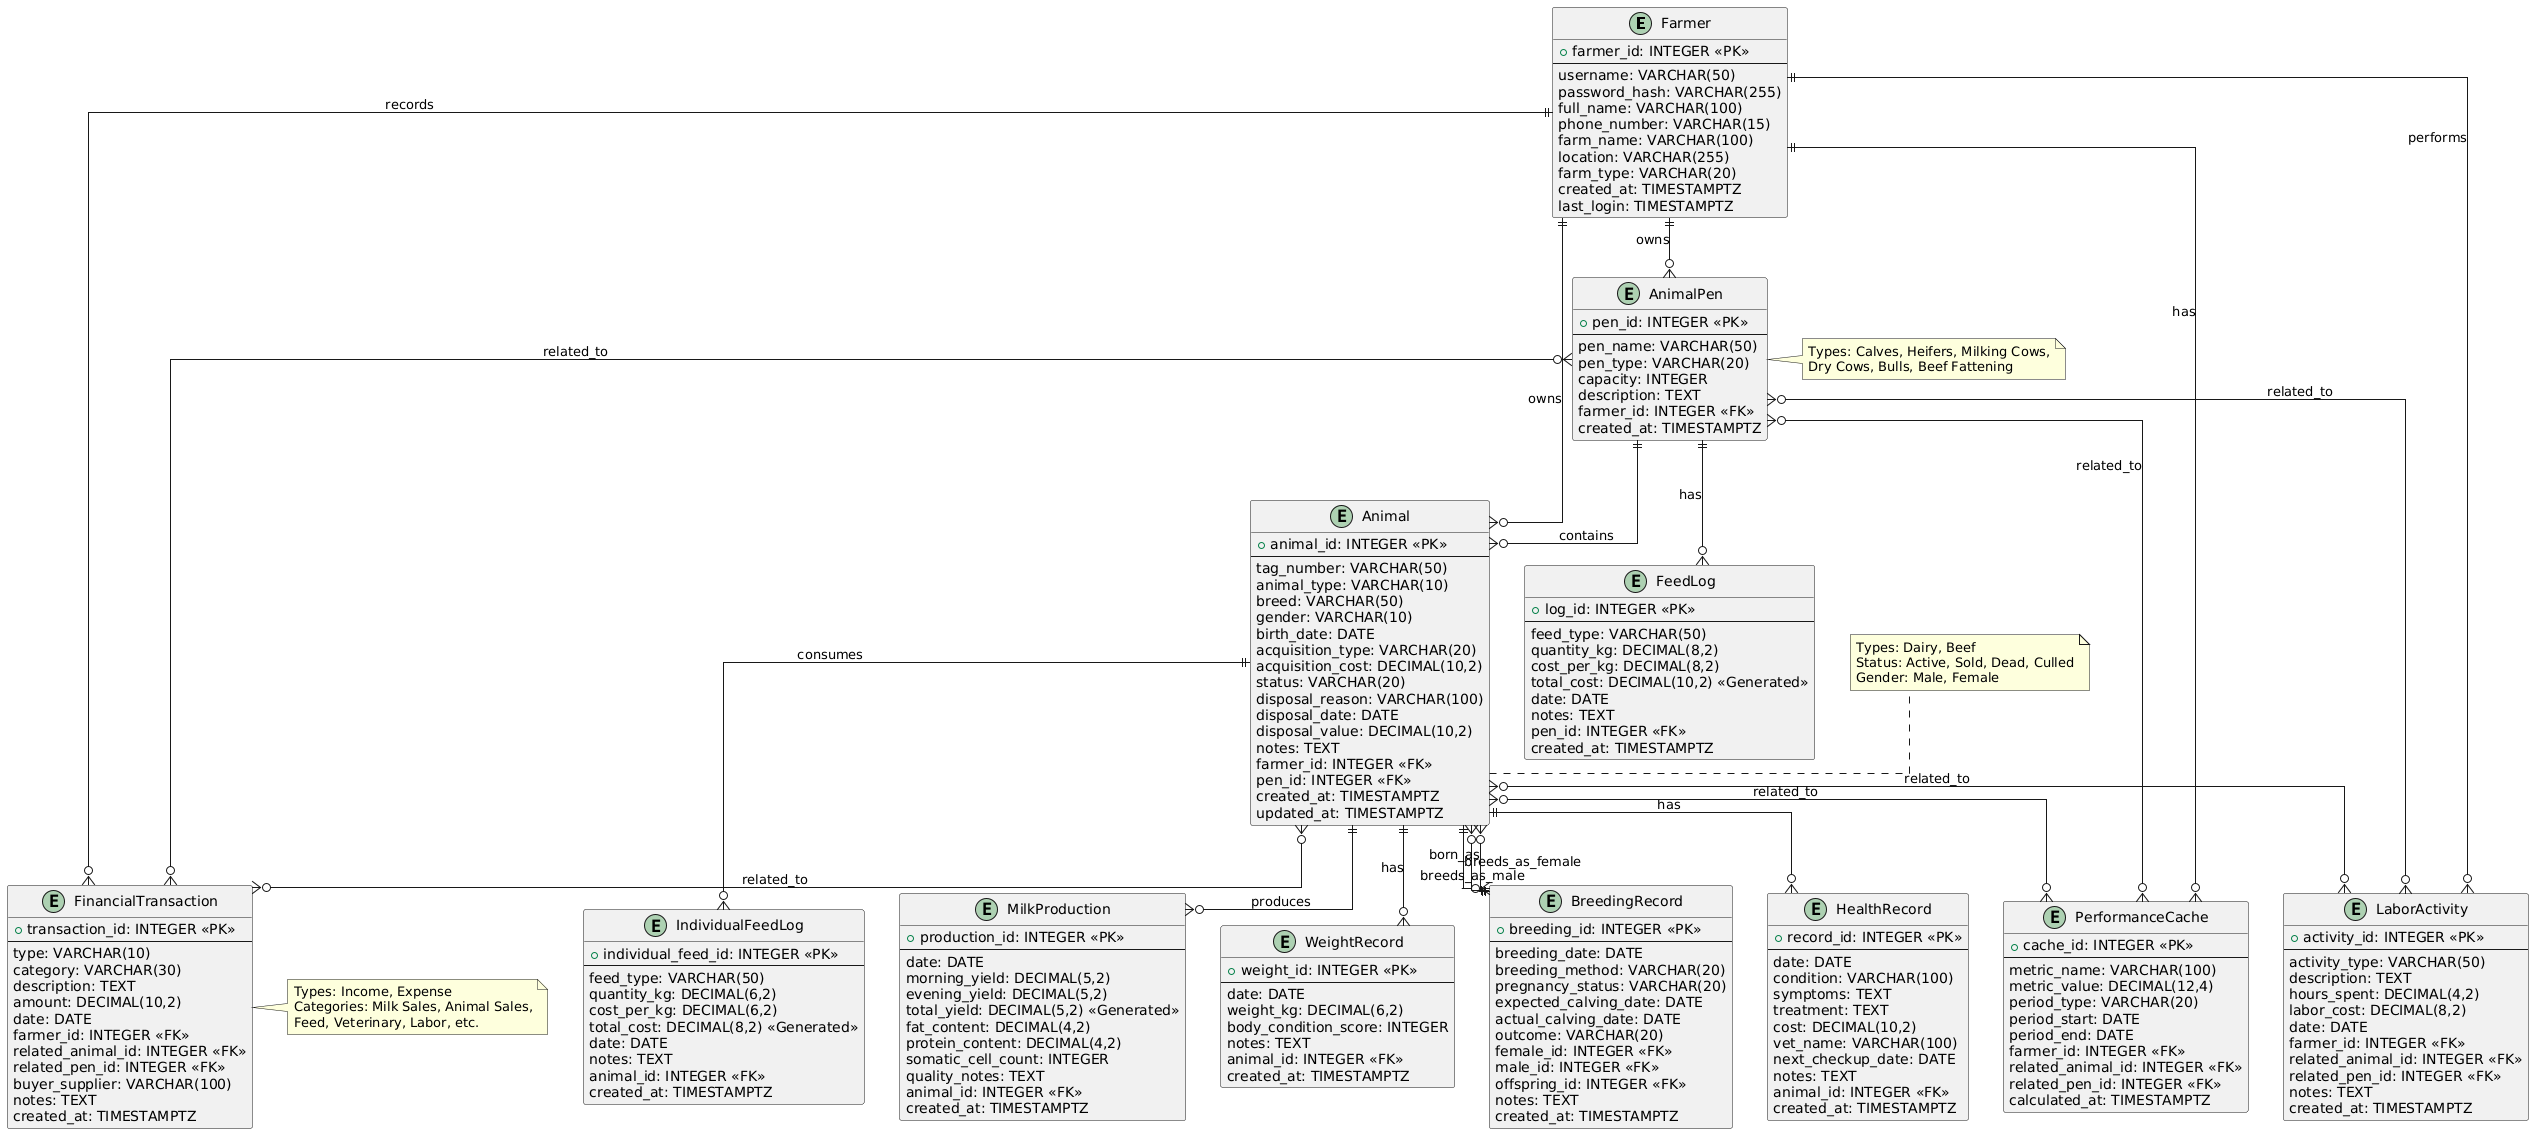 E Farmer
farmer_id: INTEGER «PK»
username: VARCHAR(50)
password_hash: VARCHAR(255)
full_name: VARCHAR(100)
phone_number: VARCHAR(15)
farm_name: VARCHAR(100)
location: VARCHAR(255)
farm_type: VARCHAR(20)
created_at: TIMESTAMPTZ
last_login: TIMESTAMPTZ
records
performs
owns
has
E AnimalPen
pen_id: INTEGER «PK»
pen_name: VARCHAR(50)
pen_type: VARCHAR(20)
capacity: INTEGER
description: TEXT
farmer_id: INTEGER «FK»
created_at: TIMESTAMPTZ
Types: Calves, Heifers, Milking Cows,
Dry Cows, Bulls, Beef Fattening
related_to
owns
related_to
related_to
has
contains
E Animal
animal_id: INTEGER «PK»
tag_number: VARCHAR(50)
animal_type: VARCHAR(10)
breed: VARCHAR(50)
gender: VARCHAR(10)
birth_date: DATE
acquisition_type: VARCHAR(20)
acquisition_cost: DECIMAL(10,2)
status: VARCHAR(20)
disposal_reason: VARCHAR(100)
disposal_date: DATE
disposal_value: DECIMAL(10,2)
notes: TEXT
farmer_id: INTEGER «FK»
pen_id: INTEGER «FK»
created_at: TIMESTAMPTZ
updated_at: TIMESTAMPTZ
E FeedLog
log_id: INTEGER «PK»
feed_type: VARCHAR(50)
quantity_kg: DECIMAL(8,2)
cost_per_kg: DECIMAL(8,2)
total_cost: DECIMAL(10,2) «Generated»
date: DATE
notes: TEXT
pen_id: INTEGER «FK»
created_at: TIMESTAMPTZ
Types: Dairy, Beef
Status: Active, Sold, Dead, Culled
Gender: Male, Female
consumes
related_to
related_to
has
related_to
produces
has
born_as
breeds_as_female
breeds_as_male
E FinancialTransaction
transaction_id: INTEGER «PK»
type: VARCHAR(10)
category: VARCHAR(30)
description: TEXT
amount: DECIMAL(10,2)
date: DATE
farmer_id: INTEGER «FK»
related_animal_id: INTEGER «FK»
related_pen_id: INTEGER «FK»
buyer_supplier: VARCHAR(100)
notes: TEXT
created_at: TIMESTAMPTZ
Types: Income, Expense
Categories: Milk Sales, Animal Sales,
Feed, Veterinary, Labor, etc.
E IndividualFeedLog
individual_feed_id: INTEGER «PK»
feed_type: VARCHAR(50)
quantity_kg: DECIMAL(6,2)
cost_per_kg: DECIMAL(6,2)
total_cost: DECIMAL(8,2) «Generated»
date: DATE
notes: TEXT
animal_id: INTEGER «FK»
created_at: TIMESTAMPTZ
E MilkProduction
production_id: INTEGER «PK»
date: DATE
morning_yield: DECIMAL(5,2)
evening_yield: DECIMAL(5,2)
total_yield: DECIMAL(5,2) «Generated»
fat_content: DECIMAL(4,2)
protein_content: DECIMAL(4,2)
somatic_cell_count: INTEGER
quality_notes: TEXT
animal_id: INTEGER «FK»
created_at: TIMESTAMPTZ
E WeightRecord
weight_id: INTEGER «PK»
date: DATE
weight_kg: DECIMAL(6,2)
body_condition_score: INTEGER
notes: TEXT
animal_id: INTEGER «FK»
created_at: TIMESTAMPTZ
E BreedingRecord
breeding_id: INTEGER «PK»
breeding_date: DATE
breeding_method: VARCHAR(20)
pregnancy_status: VARCHAR(20)
expected_calving_date: DATE
actual_calving_date: DATE
outcome: VARCHAR(20)
female_id: INTEGER «FK»
male_id: INTEGER «FK»
offspring_id: INTEGER «FK»
notes: TEXT
created_at: TIMESTAMPTZ
E HealthRecord
record_id: INTEGER «PK»
date: DATE
condition: VARCHAR(100)
symptoms: TEXT
treatment: TEXT
cost: DECIMAL(10,2)
vet_name: VARCHAR(100)
next_checkup_date: DATE
notes: TEXT
animal_id: INTEGER «FK»
created_at: TIMESTAMPTZ
E PerformanceCache
cache_id: INTEGER «PK»
metric_name: VARCHAR(100)
metric_value: DECIMAL(12,4)
period_type: VARCHAR(20)
period_start: DATE
period_end: DATE
farmer_id: INTEGER «FK»
related_animal_id: INTEGER «FK»
related_pen_id: INTEGER «FK»
calculated_at: TIMESTAMPTZ
E LaborActivity
activity_id: INTEGER «PK»
activity_type: VARCHAR(50)
description: TEXT
hours_spent: DECIMAL(4,2)
labor_cost: DECIMAL(8,2)
date: DATE
farmer_id: INTEGER «FK»
related_animal_id: INTEGER «FK»
related_pen_id: INTEGER «FK»
notes: TEXT
created_at: TIMESTAMPTZ